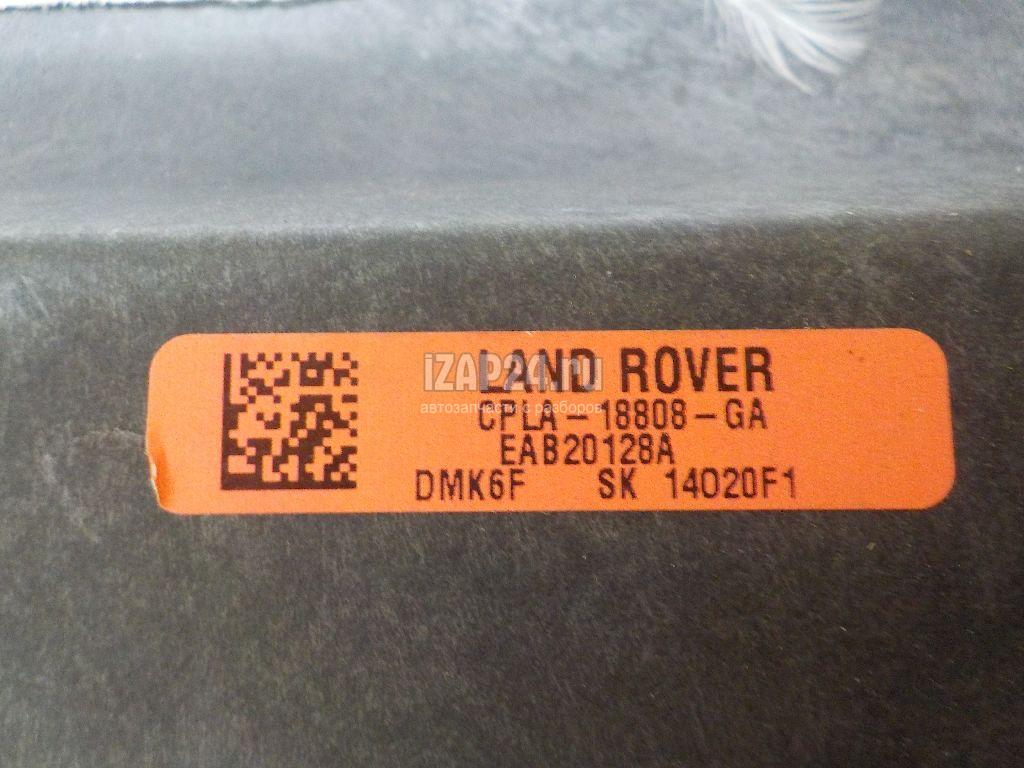 LAND ROVER
iZAP24.ru
автозапчасти с разборов
CPLA-18808-GA
EAB20128A
DMK6F SK 14020F1